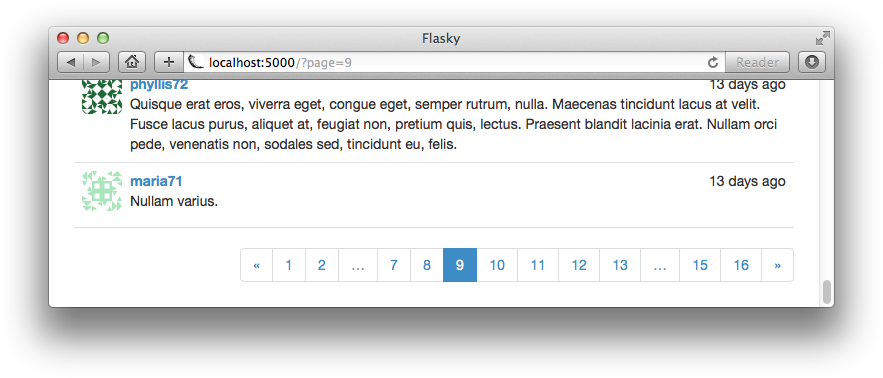 Flasky
localhost:5000/?page=9
Reader
phyllis72 13 days ago
Quisque erat eros, viverra eget, congue eget, semper rutrum, nulla. Maecenas tincidunt lacus at velit.
Fusce lacus purus, aliquet at, feugiat non, pretium quis, lectus. Praesent blandit lacinia erat. Nullam orci
pede, venenatis non, sodales sed, tincidunt eu, felis.
maria71 13 days ago
Nullam varius.
« 1 2 … 7 8 9 10 11 12 13 … 15 16 »